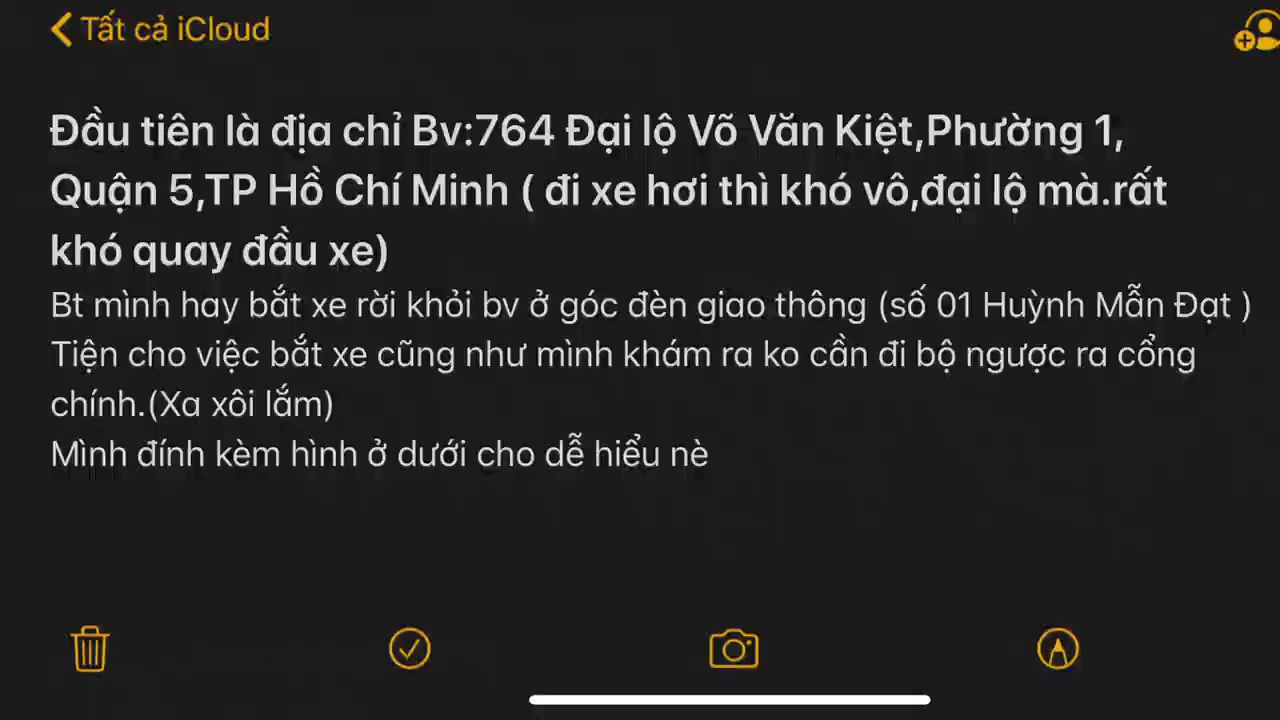 Tất cả iCloud
Đầu tiên là địa chỉ Bv:764 Đại lộ Võ Văn Kiệt,Phường 1,
Quận 5,TP Hồ Chí Minh ( đi xe hơi thì khó vô,đại lộ mà.rất
khó quay đầu xe)
Bt mình hay bắt xe rời khỏi bv ở góc đèn giao thông (số 01 Huỳnh Mẫn Đạt )
Tiện cho việc bắt xe cũng như mình khám ra ko cần đi bộ ngược ra cổng
chính.(Xa xôi lắm)
Mình đính kèm hình ở dưới cho dễ hiểu nè